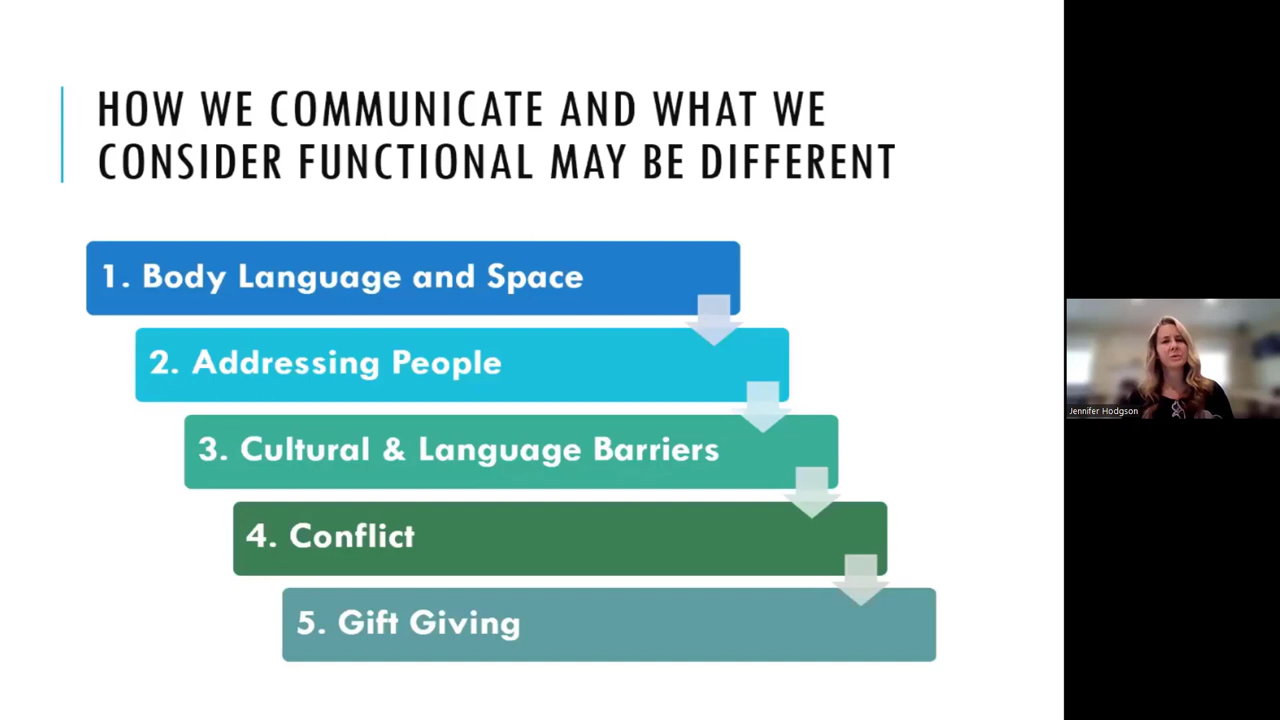 HOW WE COMMUNICATE AND WHAT WE
CONSIDER FUNCTIONAL MAY BE DIFFERENT
1. Body Language and Space
2. Addressing People
3. Cultural & Language Barriers
4. Conflict
5. Gift Giving
Jennifer Hodgson